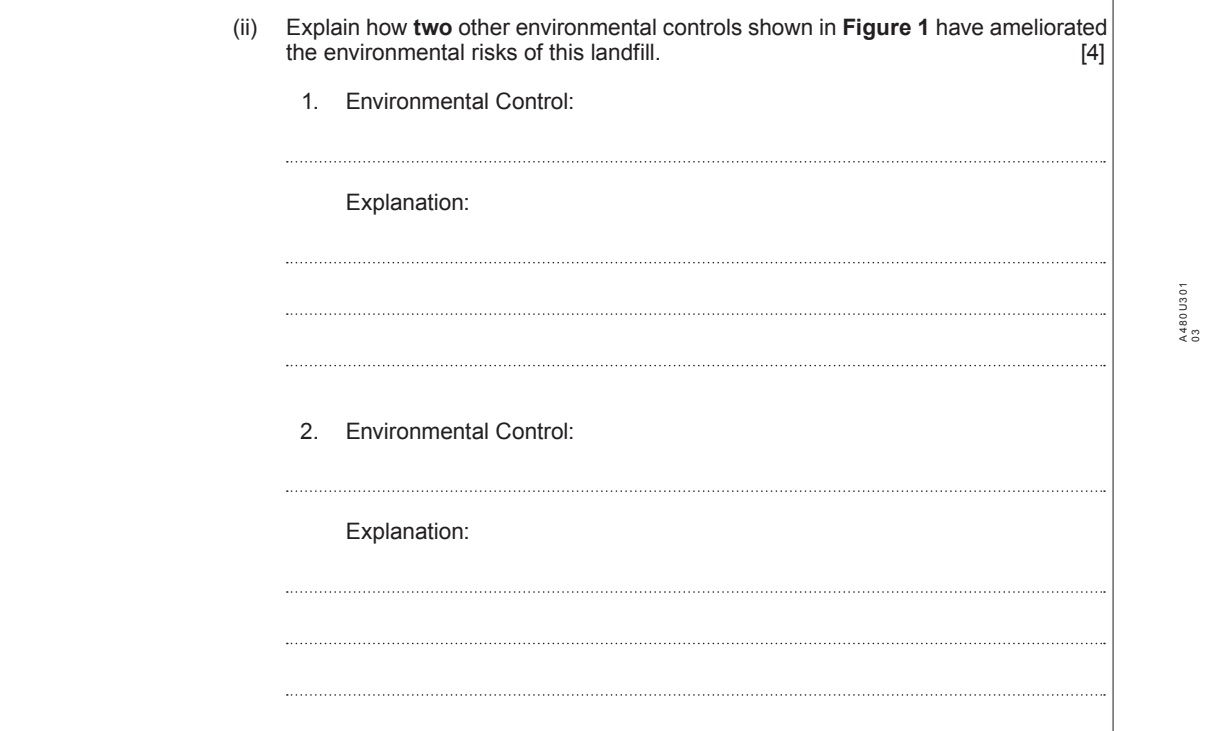 (ii) Explain how two other environmental controls shown in Figure 1 have ameliorated
the environmental risks of this landfill. [4]
1. Environmental Control:
Explanation:
2. Environmental Control:
Explanation:
A480U301
03